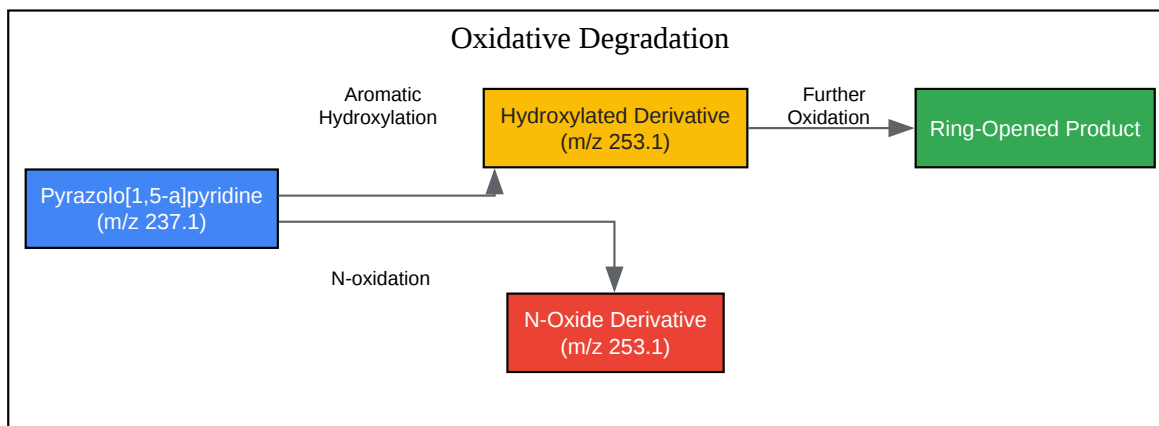 Oxidative Degradation
Aromatic
Hydroxylation
Hydroxylated Derivative
(m/z 253.1)
Further
Oxidation
Ring-Opened Product
Pyrazolo[1,5-a]pyridine
(m/z 237.1)
N-oxidation
N-Oxide Derivative
(m/z 253.1)